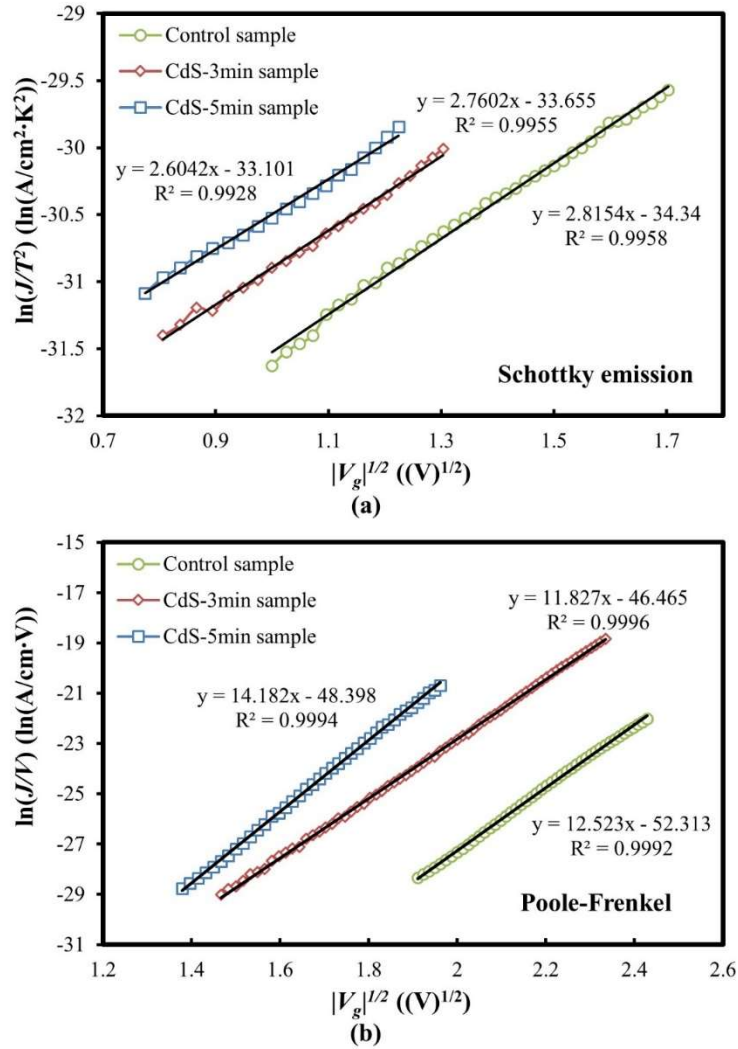 -29
Control sample
CdS-3min sample
CdS-5min sample
-29.5
y = 2.7602x - 33.655
R² = 0.9955
-30
y = 2.6042x - 33.101
R² = 0.9928
-30.5
y = 2.8154x - 34.34
R² = 0.9958
-31
-31.5
Schottky emission
-32
ln(J/T²) (ln(A/cm²·K²))
0.7 0.9 1.1 1.3 1.5 1.7
|V_g|^{1/2} ((V)^{1/2})
(a)
-15
Control sample
CdS-3min sample
CdS-5min sample
-17
y = 11.827x - 46.465
R² = 0.9996
-19
-21
y = 14.182x - 48.398
R² = 0.9994
-23
-25
-27
y = 12.523x - 52.313
R² = 0.9992
-29
Poole-Frenkel
-31
ln(J/V) (ln(A/cm·V))
1.2 1.4 1.6 1.8 2 2.2 2.4 2.6
|V_g|^{1/2} ((V)^{1/2})
(b)